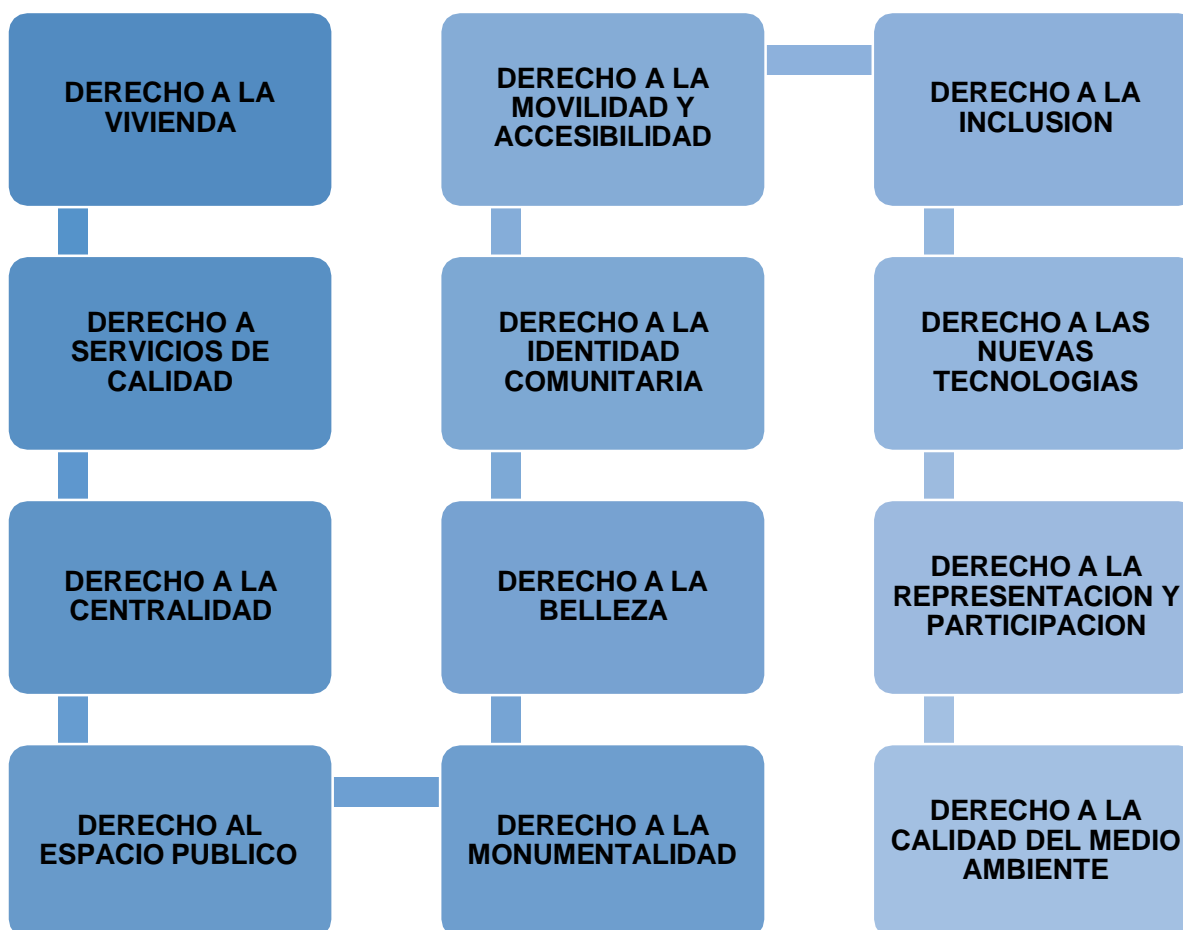 DERECHO A LA
VIVIENDA
DERECHO A
SERVICIOS DE
CALIDAD
DERECHO A LA
CENTRALIDAD
DERECHO AL
ESPACIO PUBLICO
DERECHO A LA
MONUMENTALIDAD
DERECHO A LA
BELLEZA
DERECHO A LA
IDENTIDAD
COMUNITARIA
DERECHO A LA
MOVILIDAD Y
ACCESIBILIDAD
DERECHO A LA
INCLUSION
DERECHO A LAS
NUEVAS
TECNOLOGIAS
DERECHO A LA
REPRESENTACION Y
PARTICIPACION
DERECHO A LA
CALIDAD DEL MEDIO
AMBIENTE